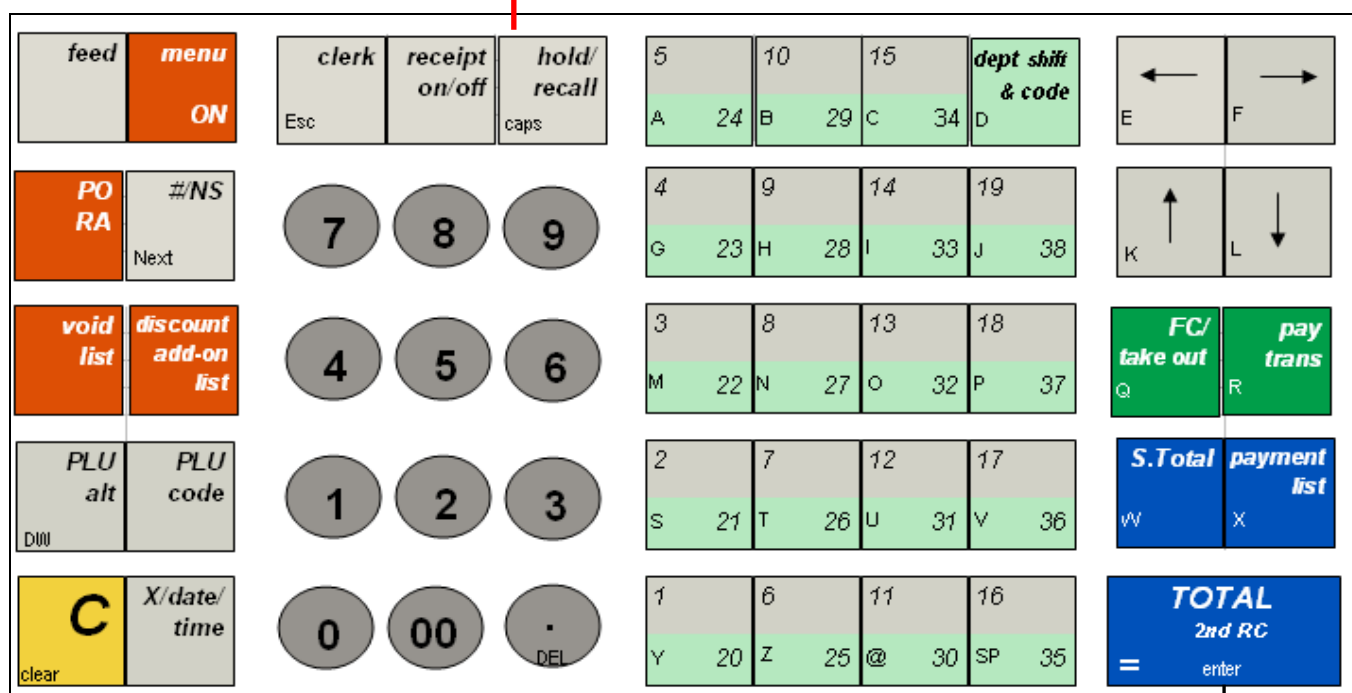 feed
menu
ON
clerk
Esc
receipt
on/off
hold/
recall
caps
5
A 24
10
B 29
15
C 34
dept shift
& code
D
E
F
PO
RA
#/NS
Next
7
8
9
4
G 23
9
H 28
14
I 33
19
J 38
K
L
void
list
discount
add-on
list
4
5
6
3
M 22
8
N 27
13
O 32
18
P 37
FC/
take out
Q
pay
trans
R
PLU
alt
DW
PLU
code
1
2
3
2
S 21
7
T 26
12
U 31
17
V 36
S.Total
W
payment
list
X
C
clear
X/date/
time
0
00
.
DEL
1
Y 20
6
Z 25
11
@ 30
16
SP 35
TOTAL
2nd RC
= enter